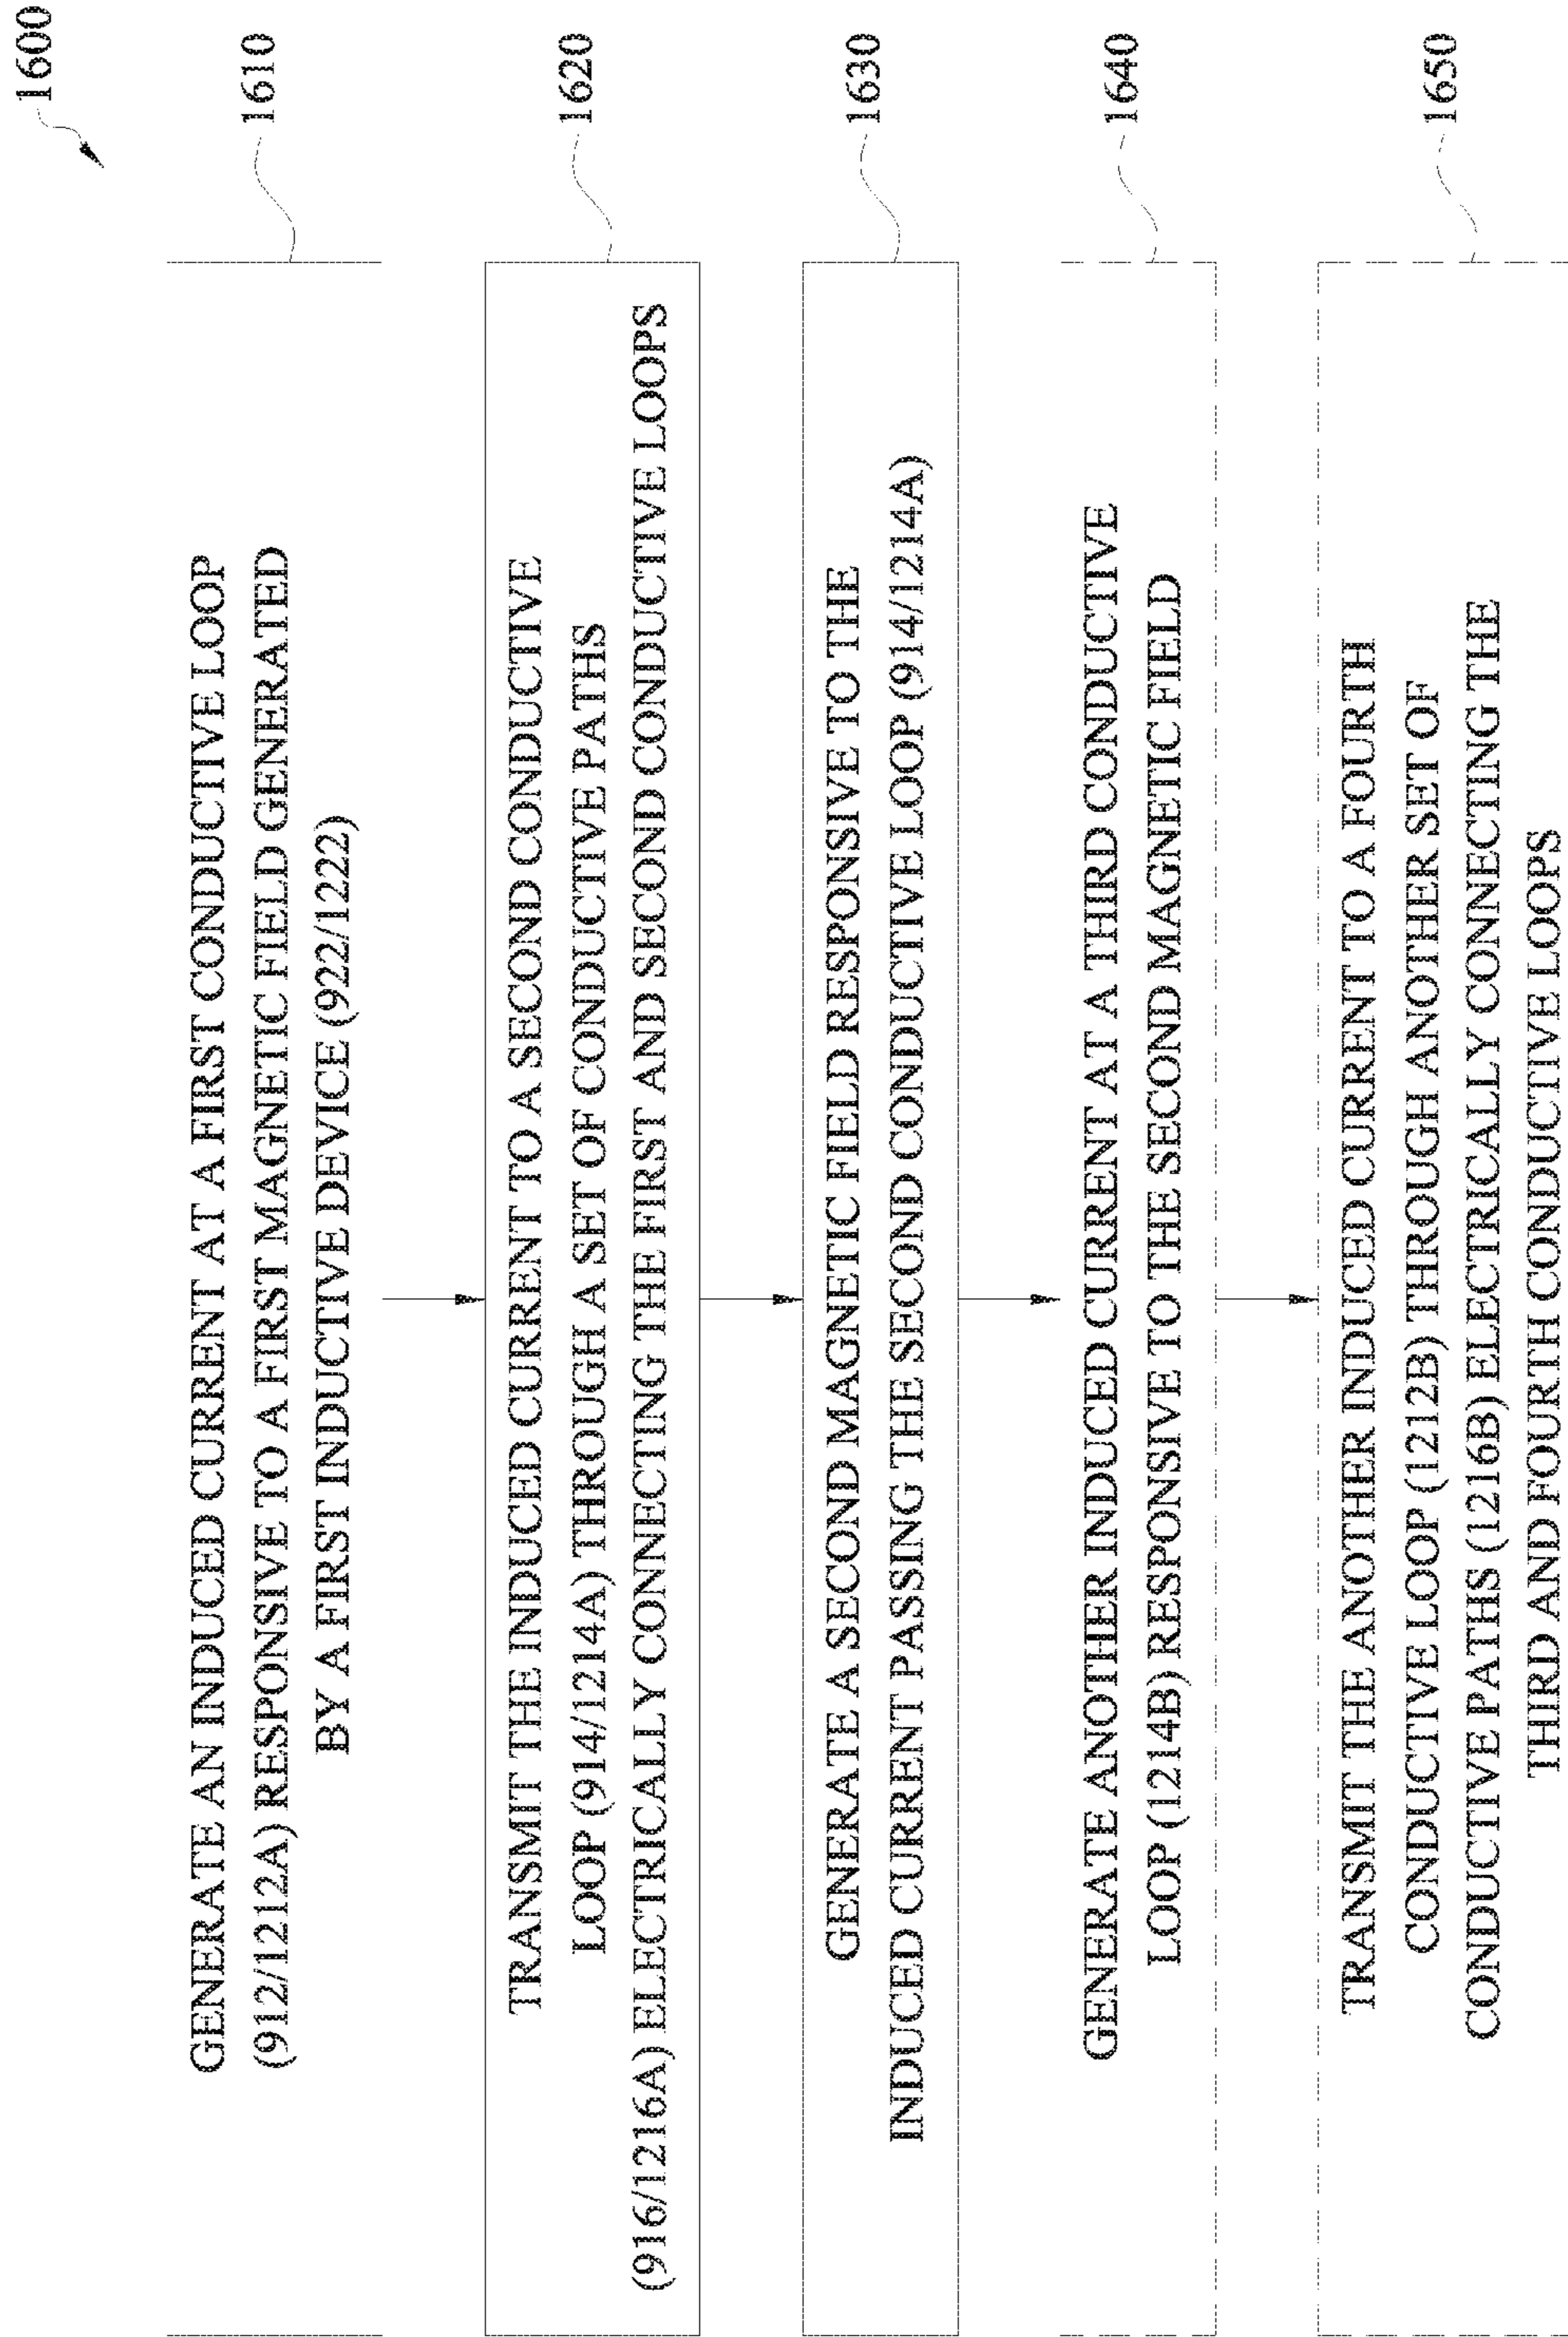 1600
GENERATE AN INDUCED CURRENT AT A FIRST CONDUCTIVE LOOP
(912/1212A) RESPONSIVE TO A FIRST MAGNETIC FIELD GENERATED
BY A FIRST INDUCTIVE DEVICE (922/1222)
1610
TRANSMIT THE INDUCED CURRENT TO A SECOND CONDUCTIVE
LOOP (914/1214A) THROUGH A SET OF CONDUCTIVE PATHS
(916/1216A) ELECTRICALLY CONNECTING THE FIRST AND SECOND CONDUCTIVE LOOPS
1620
GENERATE A SECOND MAGNETIC FIELD RESPONSIVE TO THE
INDUCED CURRENT PASSING THE SECOND CONDUCTIVE LOOP (914/1214A)
1630
GENERATE ANOTHER INDUCED CURRENT AT A THIRD CONDUCTIVE
LOOP (1214B) RESPONSIVE TO THE SECOND MAGNETIC FIELD
1640
TRANSMIT THE ANOTHER INDUCED CURRENT TO A FOURTH
CONDUCTIVE LOOP (1212B) THROUGH ANOTHER SET OF
CONDUCTIVE PATHS (1216B) ELECTRICALLY CONNECTING THE
THIRD AND FOURTH CONDUCTIVE LOOPS
1650